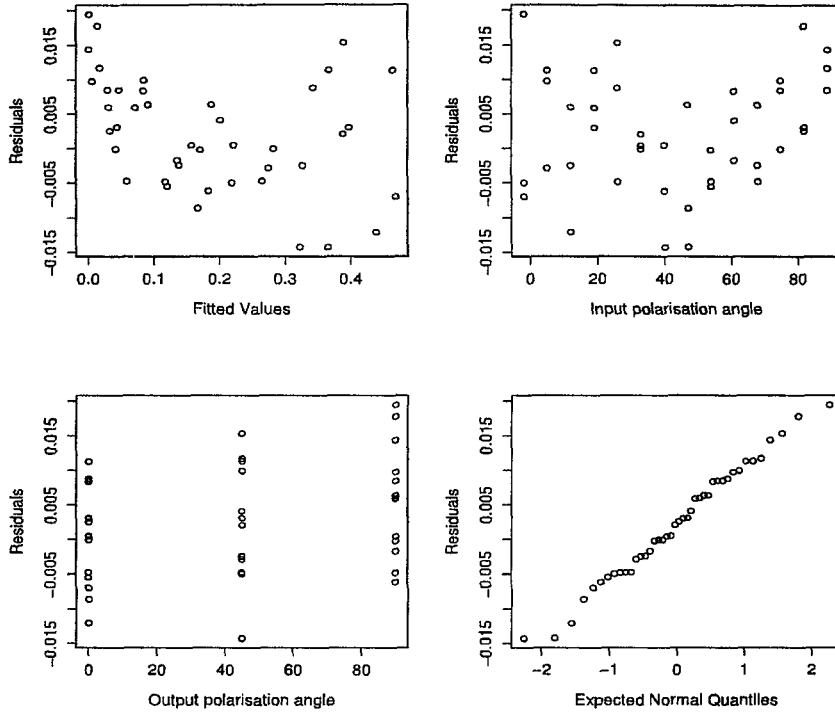 Residuals
0.015
0.005
-0.005
-0.015
0.0 0.1 0.2 0.3 0.4
Fitted Values
Residuals
0.015
0.005
-0.005
-0.015
0 20 40 60 80
Input polarisation angle
Residuals
0.015
0.005
-0.005
-0.015
0 20 40 60 80
Output polarisation angle
Residuals
0.015
0.005
-0.005
-0.015
-2 -1 0 1 2
Expected Normal Quantiles